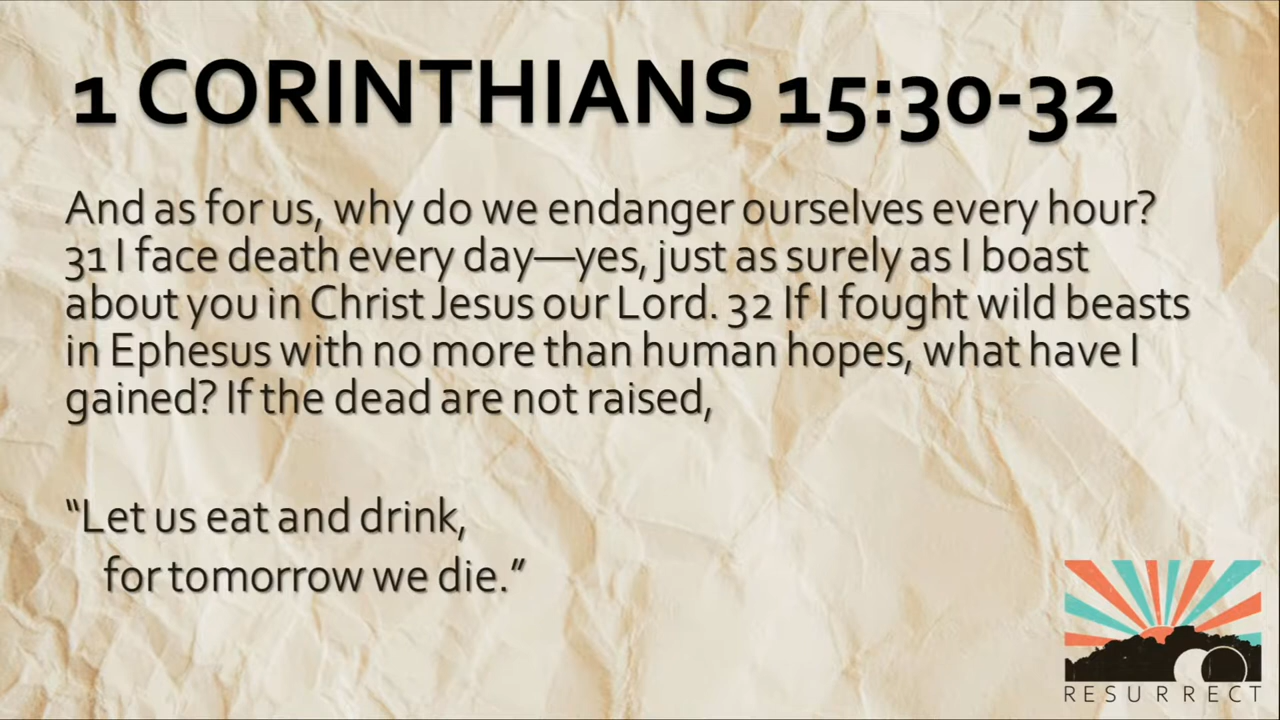 1 CORINTHIANS 15:30-32
And as for us, why do we endanger ourselves every hour?
31 I face death every day—yes, just as surely as I boast
about you in Christ Jesus our Lord. 32 If I fought wild beasts
in Ephesus with no more than human hopes, what have I
gained? If the dead are not raised,
“Let us eat and drink,
for tomorrow we die.”
RESURRECT